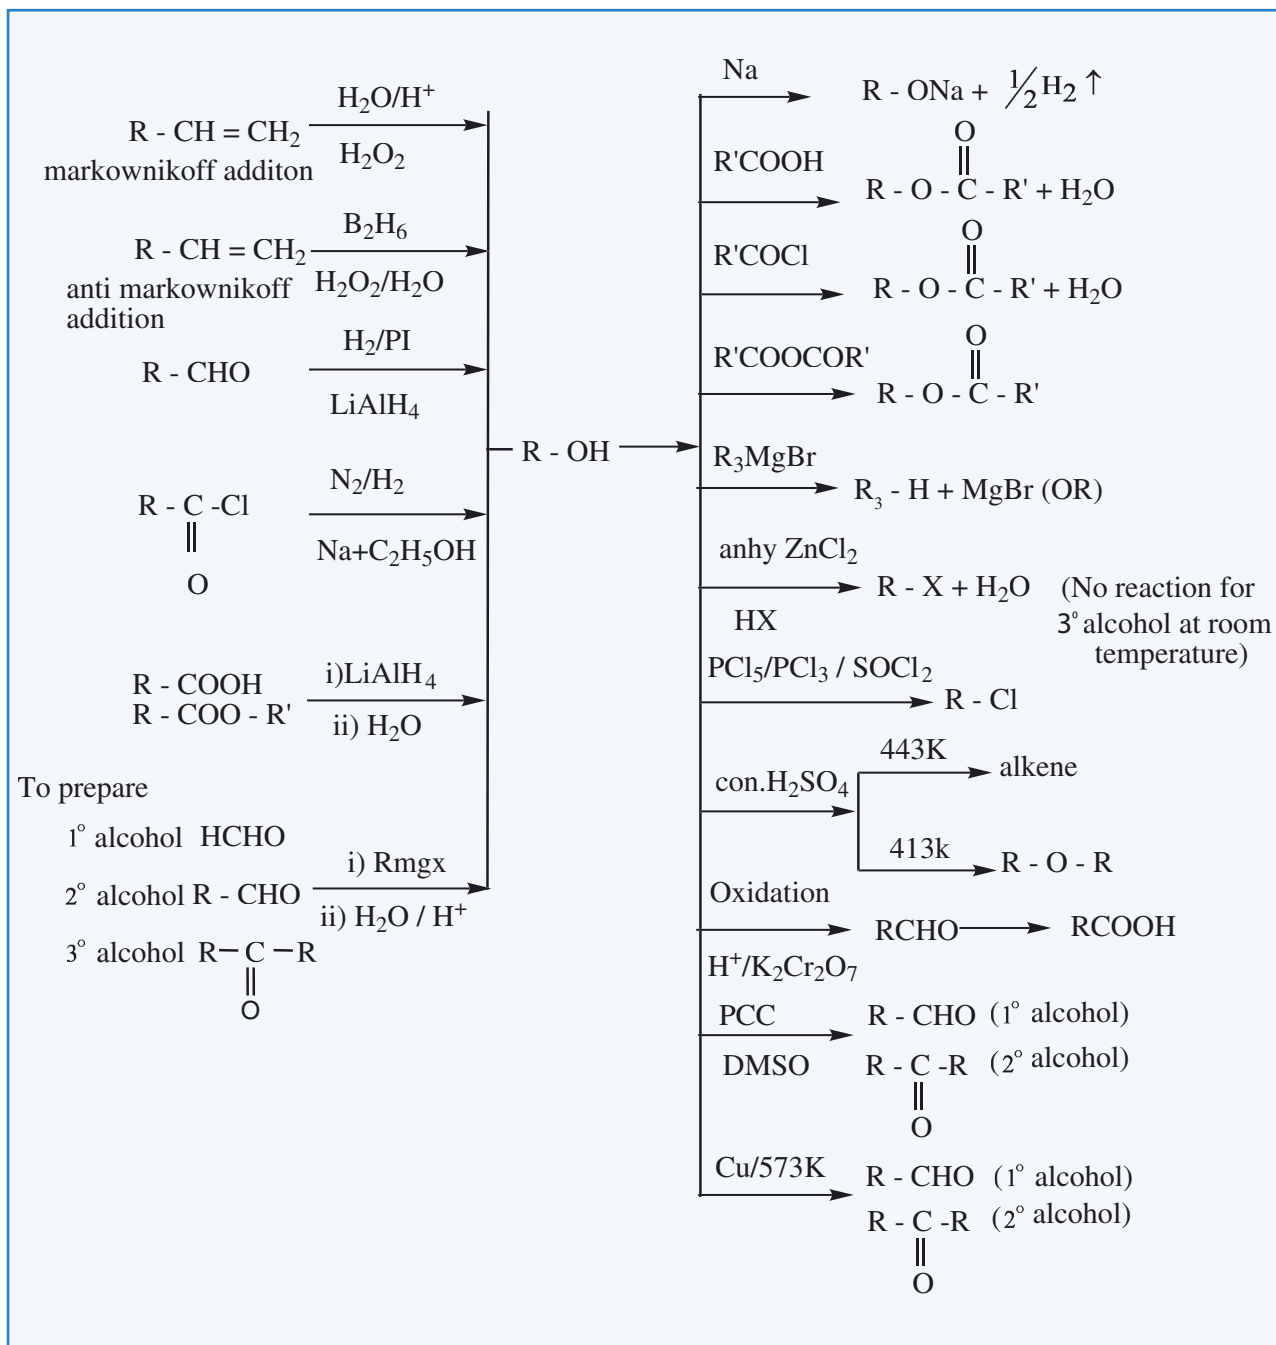 H2O/H+
R - CH = CH2
H2O2
markownikoff additon
B2H6
R - CH = CH2
H2O2/H2O
anti markownikoff
addition
H2/PI
R - CHO
LiAlH4
N2/H2
R - C -Cl
Na+C2H5OH
O
R - COOH
i)LiAlH4
R - COO - R'
ii) H2O
To prepare
1° alcohol HCHO
i) Rmgx
2° alcohol R - CHO
ii) H2O / H+
3° alcohol R - C - R
O
R - OH
Na
R - ONa + 1/2 H2 ↑
O
R'COOH
R - O - C - R' + H2O
O
R'COCl
R - O - C - R' + H2O
O
R'COOCOR'
R - O - C - R'
R3MgBr
R3 - H + MgBr (OR)
anhy ZnCl2
R - X + H2O (No reaction for
HX
3° alcohol at room
temperature)
PCl5/PCl3 / SOCl2
R - Cl
443K
alkene
con.H2SO4
413k
R - O - R
Oxidation
RCHO RCOOH
H+/K2Cr2O7
PCC
R - CHO (1° alcohol)
DMSO
R - C -R (2° alcohol)
O
Cu/573K
R - CHO (1° alcohol)
R - C -R (2° alcohol)
O